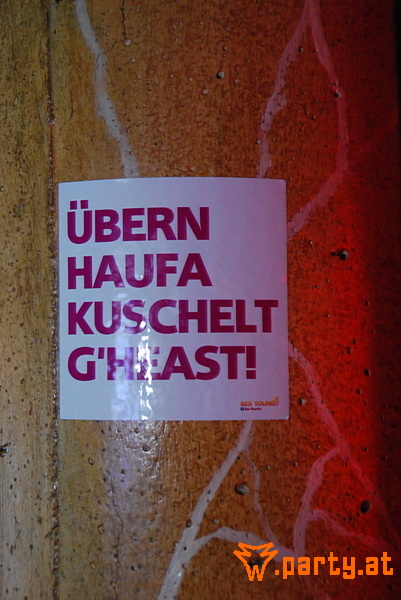 ÜBERN
HAUFA
KUSCHELT
G'HEAST!
SEX TOURIST
w.party.at